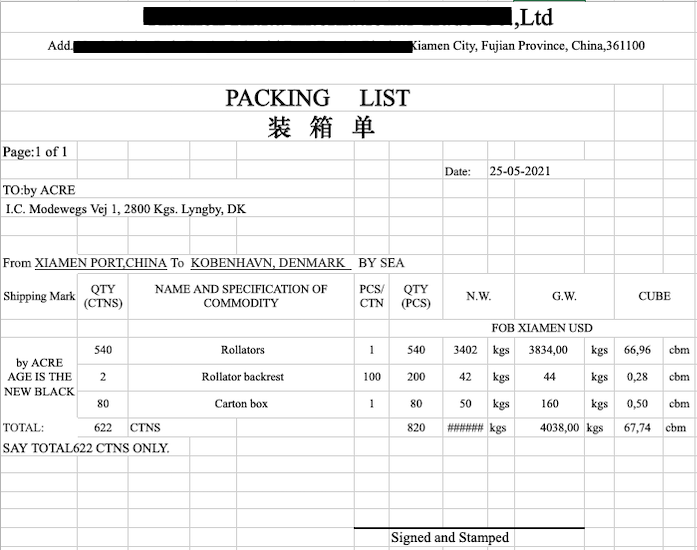 ,Ltd
Add. Xiamen City, Fujian Province, China,361100
PACKING LIST
装箱单
Page:1 of 1
Date: 25-05-2021
TO:by ACRE
I.C. Modewegs Vej 1, 2800 Kgs. Lyngby, DK
From XIAMEN PORT,CHINA To KOBENHAVN, DENMARK BY SEA
Shipping Mark QTY (CTNS) NAME AND SPECIFICATION OF COMMODITY PCS/ CTN QTY (PCS) N.W. G.W. CUBE
FOB XIAMEN USD
by ACRE AGE IS THE NEW BLACK
540 Rollators 1 540 3402 kgs 3834,00 kgs 66,96 cbm
2 Rollator backrest 100 200 42 kgs 44 kgs 0,28 cbm
80 Carton box 1 80 50 kgs 160 kgs 0,50 cbm
TOTAL: 622 CTNS 820 ###### kgs 4038,00 kgs 67,74 cbm
SAY TOTAL622 CTNS ONLY.
Signed and Stamped